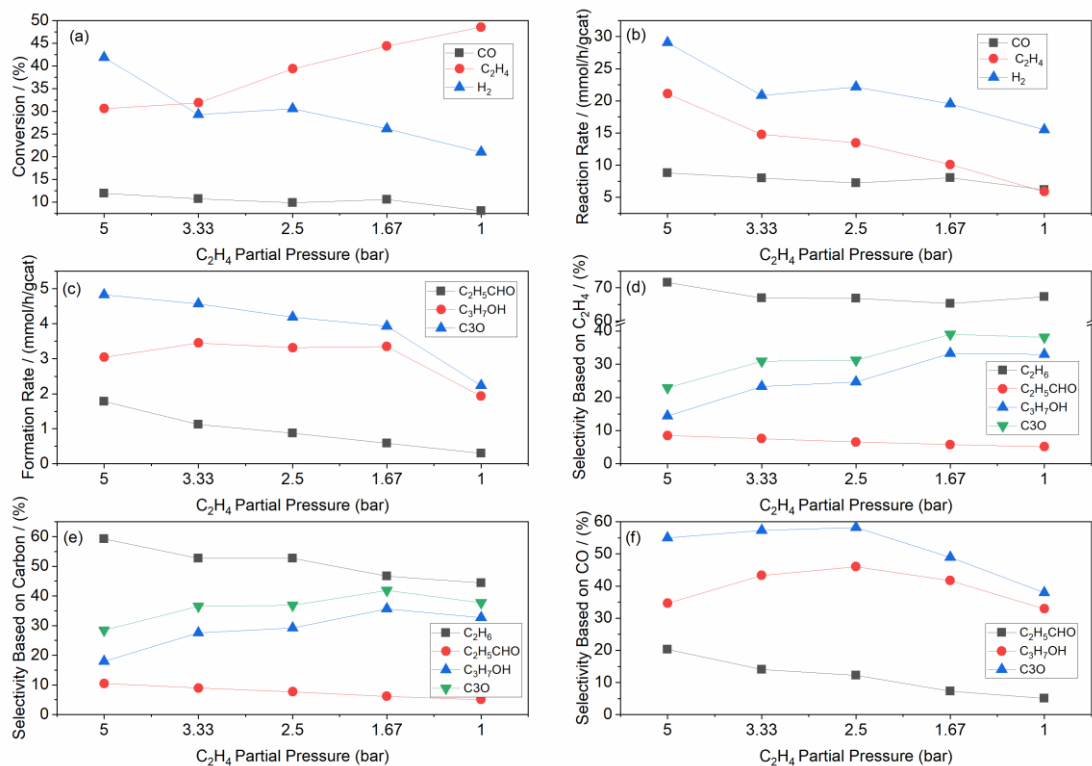 (a)
Conversion / (%)
50
45
40
35
30
25
20
15
10
CO
C₂H₄
H₂
5 3.33 2.5 1.67 1
C₂H₄ Partial Pressure (bar)
(b)
Reaction Rate / (mmol/h/gcat)
30
25
20
15
10
5
CO
C₂H₄
H₂
5 3.33 2.5 1.67 1
C₂H₄ Partial Pressure (bar)
(c)
Formation Rate / (mmol/h/gcat)
5
4
3
2
1
0
C₂H₅CHO
C₃H₇OH
C3O
5 3.33 2.5 1.67 1
C₂H₄ Partial Pressure (bar)
(d)
Selectivity Based on C₂H₄ / (%)
70
60
40
30
20
10
0
C₂H₆
C₂H₅CHO
C₃H₇OH
C3O
5 3.33 2.5 1.67 1
C₂H₄ Partial Pressure (bar)
(e)
Selectivity Based on Carbon / (%)
60
50
40
30
20
10
0
C₂H₆
C₂H₅CHO
C₃H₇OH
C3O
5 3.33 2.5 1.67 1
C₂H₄ Partial Pressure (bar)
(f)
Selectivity Based on CO / (%)
60
50
40
30
20
10
0
C₂H₅CHO
C₃H₇OH
C3O
5 3.33 2.5 1.67 1
C₂H₄ Partial Pressure (bar)